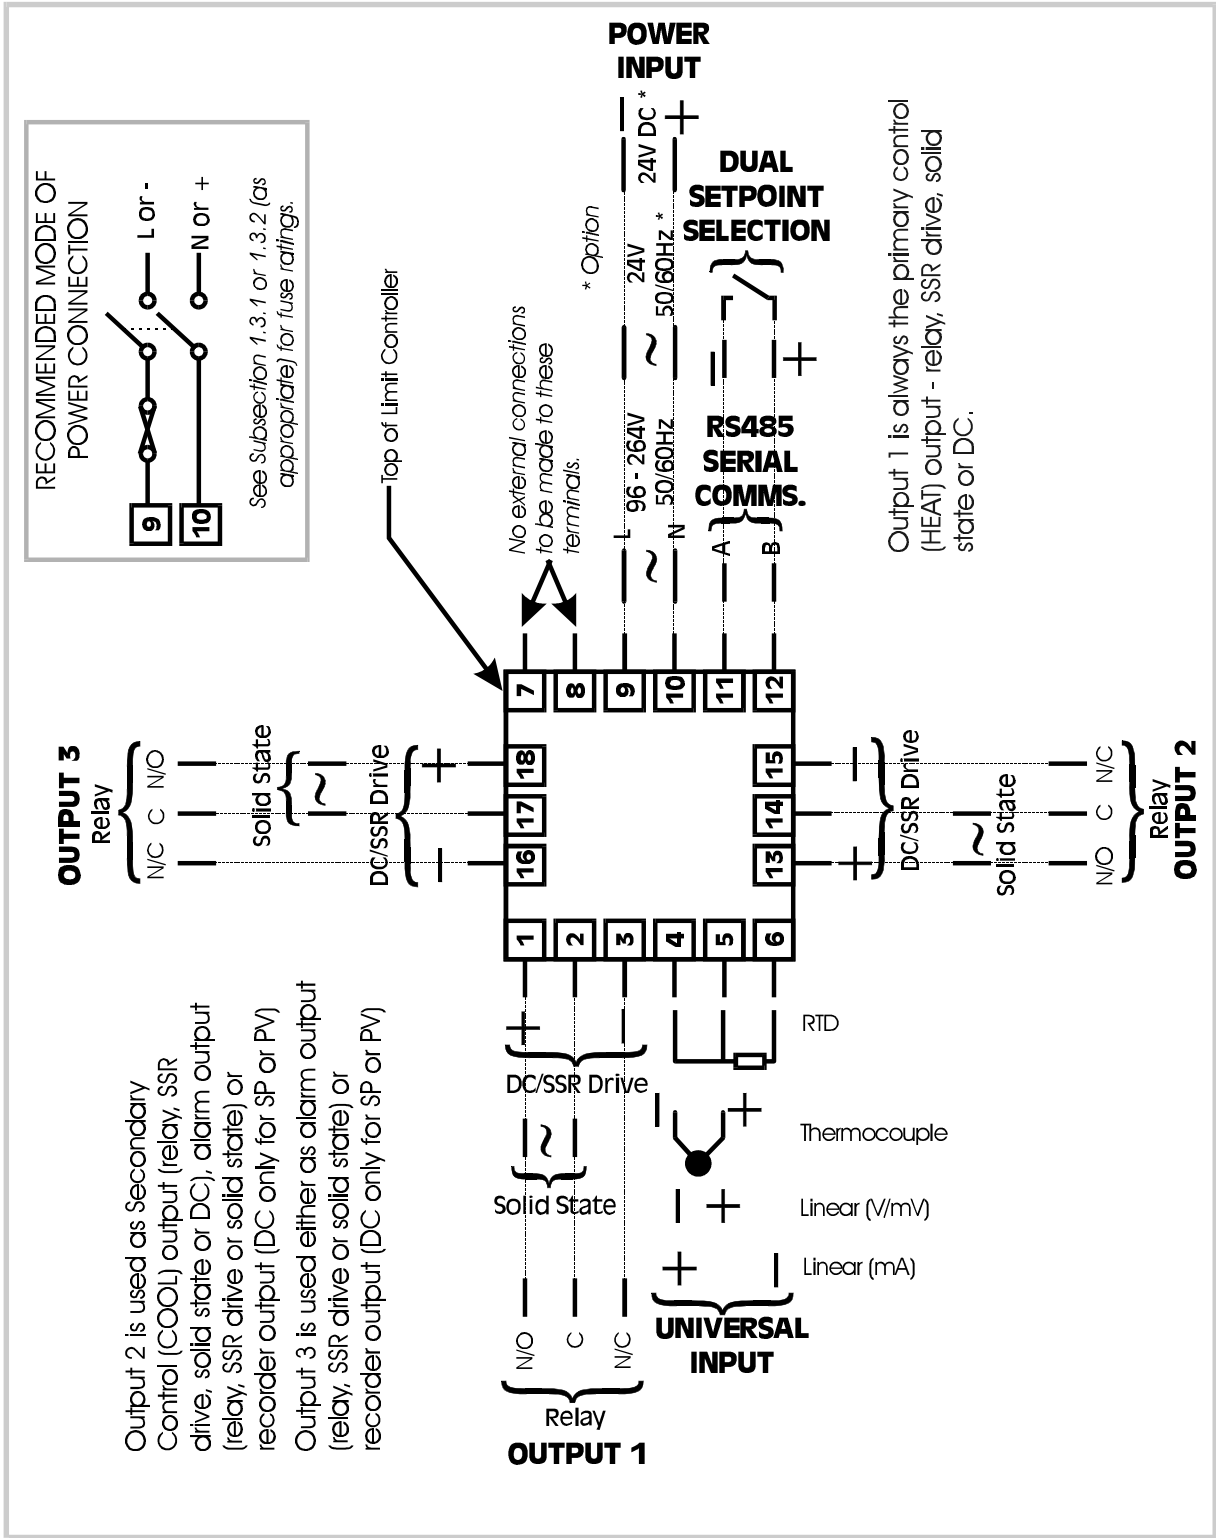 RECOMMENDED MODE OF
POWER CONNECTION
L or -
N or +
9
10
See Subsection 1.3.1 or 1.3.2 (as
appropriate) for fuse ratings.
Top of Limit Controller
No external connections
to be made to these
terminals.
* Option
POWER
INPUT
24V DC *
24V
50/60Hz *
96 - 264V
50/60Hz
L
N
DUAL
SETPOINT
SELECTION
RS485
SERIAL
COMMS.
A
B
Output 1 is always the primary control
(HEAT) output - relay, SSR drive, solid
state or DC.
7
8
9
10
11
12
OUTPUT 3
Relay
N/O
C
N/C
Solid State
DC/SSR Drive
18
17
16
15
14
13
DC/SSR Drive
Solid State
N/C
C
N/O
Relay
OUTPUT 2
1
2
3
4
5
6
DC/SSR Drive
Solid State
N/O
C
N/C
Relay
OUTPUT 1
RTD
Thermocouple
Linear (V/mV)
Linear (mA)
UNIVERSAL
INPUT
Output 2 is used as Secondary
Control (COOL) output (relay, SSR
drive, solid state or DC), alarm output
(relay, SSR drive or solid state) or
recorder output (DC only for SP or PV)
Output 3 is used either as alarm output
(relay, SSR drive or solid state) or
recorder output (DC only for SP or PV)